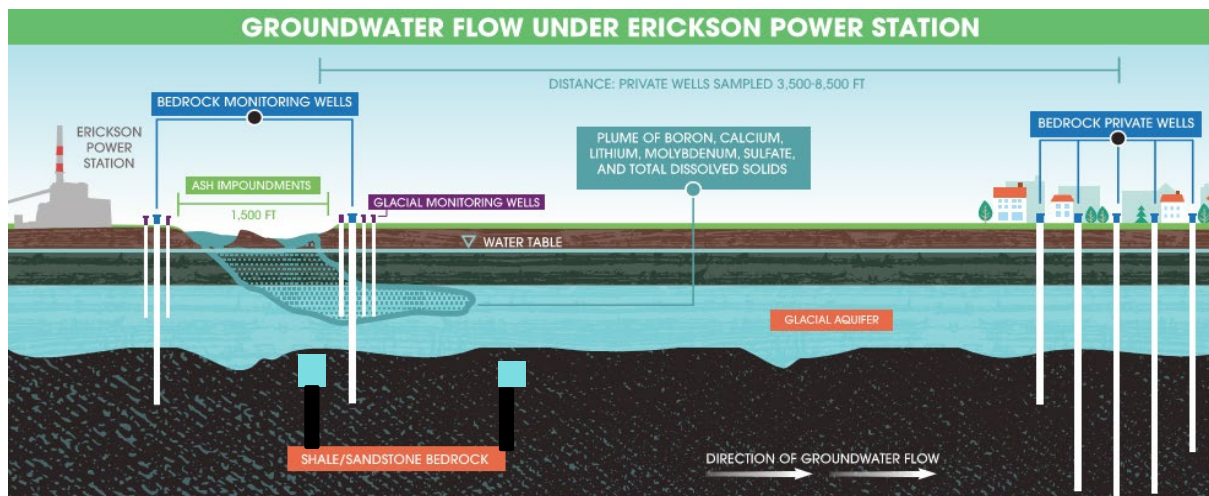 GROUNDWATER FLOW UNDER ERICKSON POWER STATION
DISTANCE: PRIVATE WELLS SAMPLED 3,500-8,500 FT
BEDROCK MONITORING WELLS
BEDROCK PRIVATE WELLS
ERICKSON
POWER
STATION
PLUME OF BORON, CALCIUM,
LITHIUM, MOLYBDENUM, SULFATE,
AND TOTAL DISSOLVED SOLIDS
ASH IMPOUNDMENTS
1,500 FT
GLACIAL MONITORING WELLS
WATER TABLE
GLACIAL AQUIFER
SHALE/SANDSTONE BEDROCK
DIRECTION OF GROUNDWATER FLOW